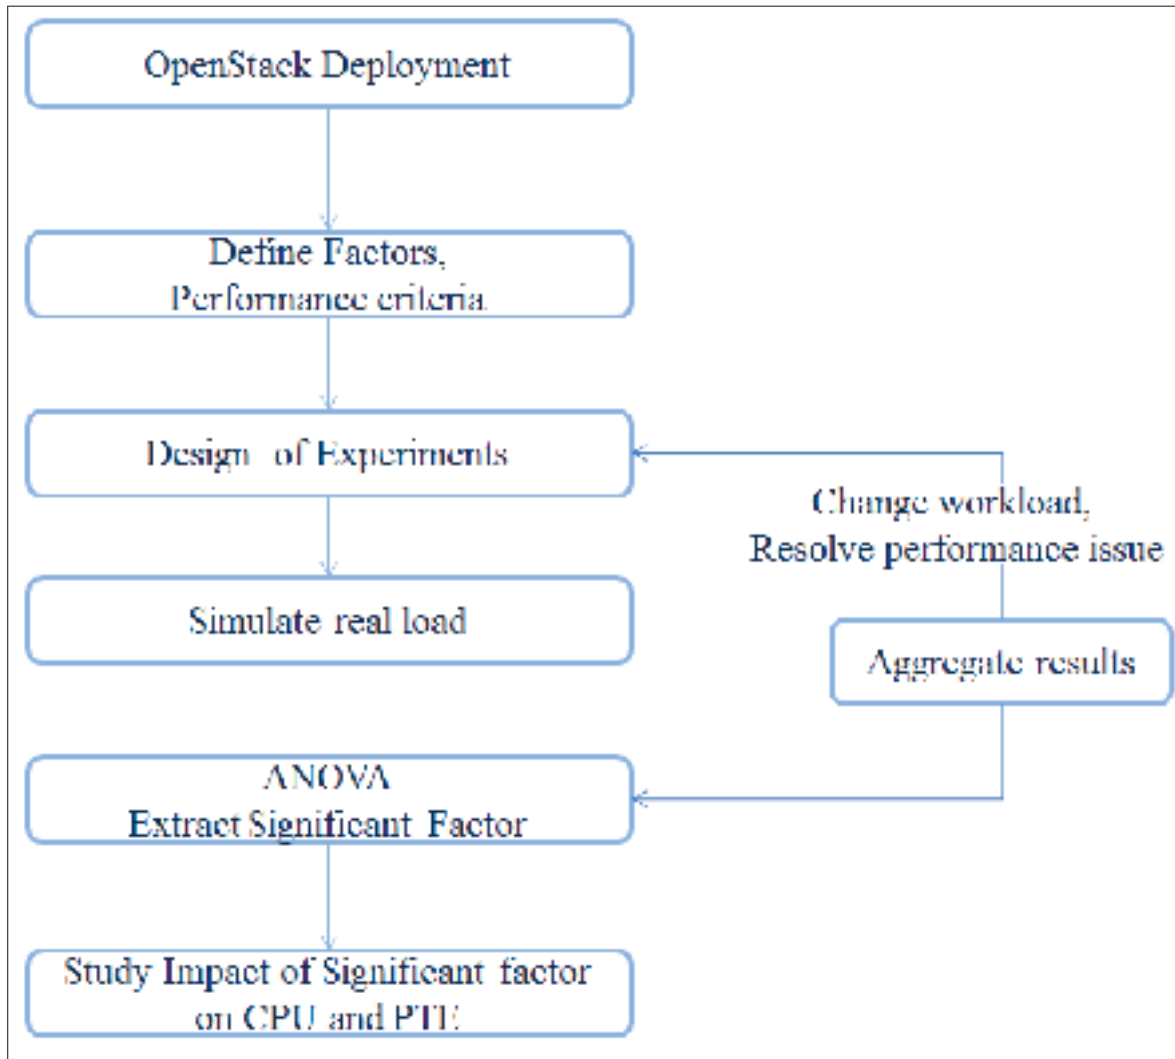 OpenStack Deployment
Define Factors,
Performance criteria
Design of Experiments
Change workload,
Resolve performance issue
Simulate real load
Aggregate results
ANOVA
Extract Significant Factor
Study Impact of Significant factor
on CPU and PTE